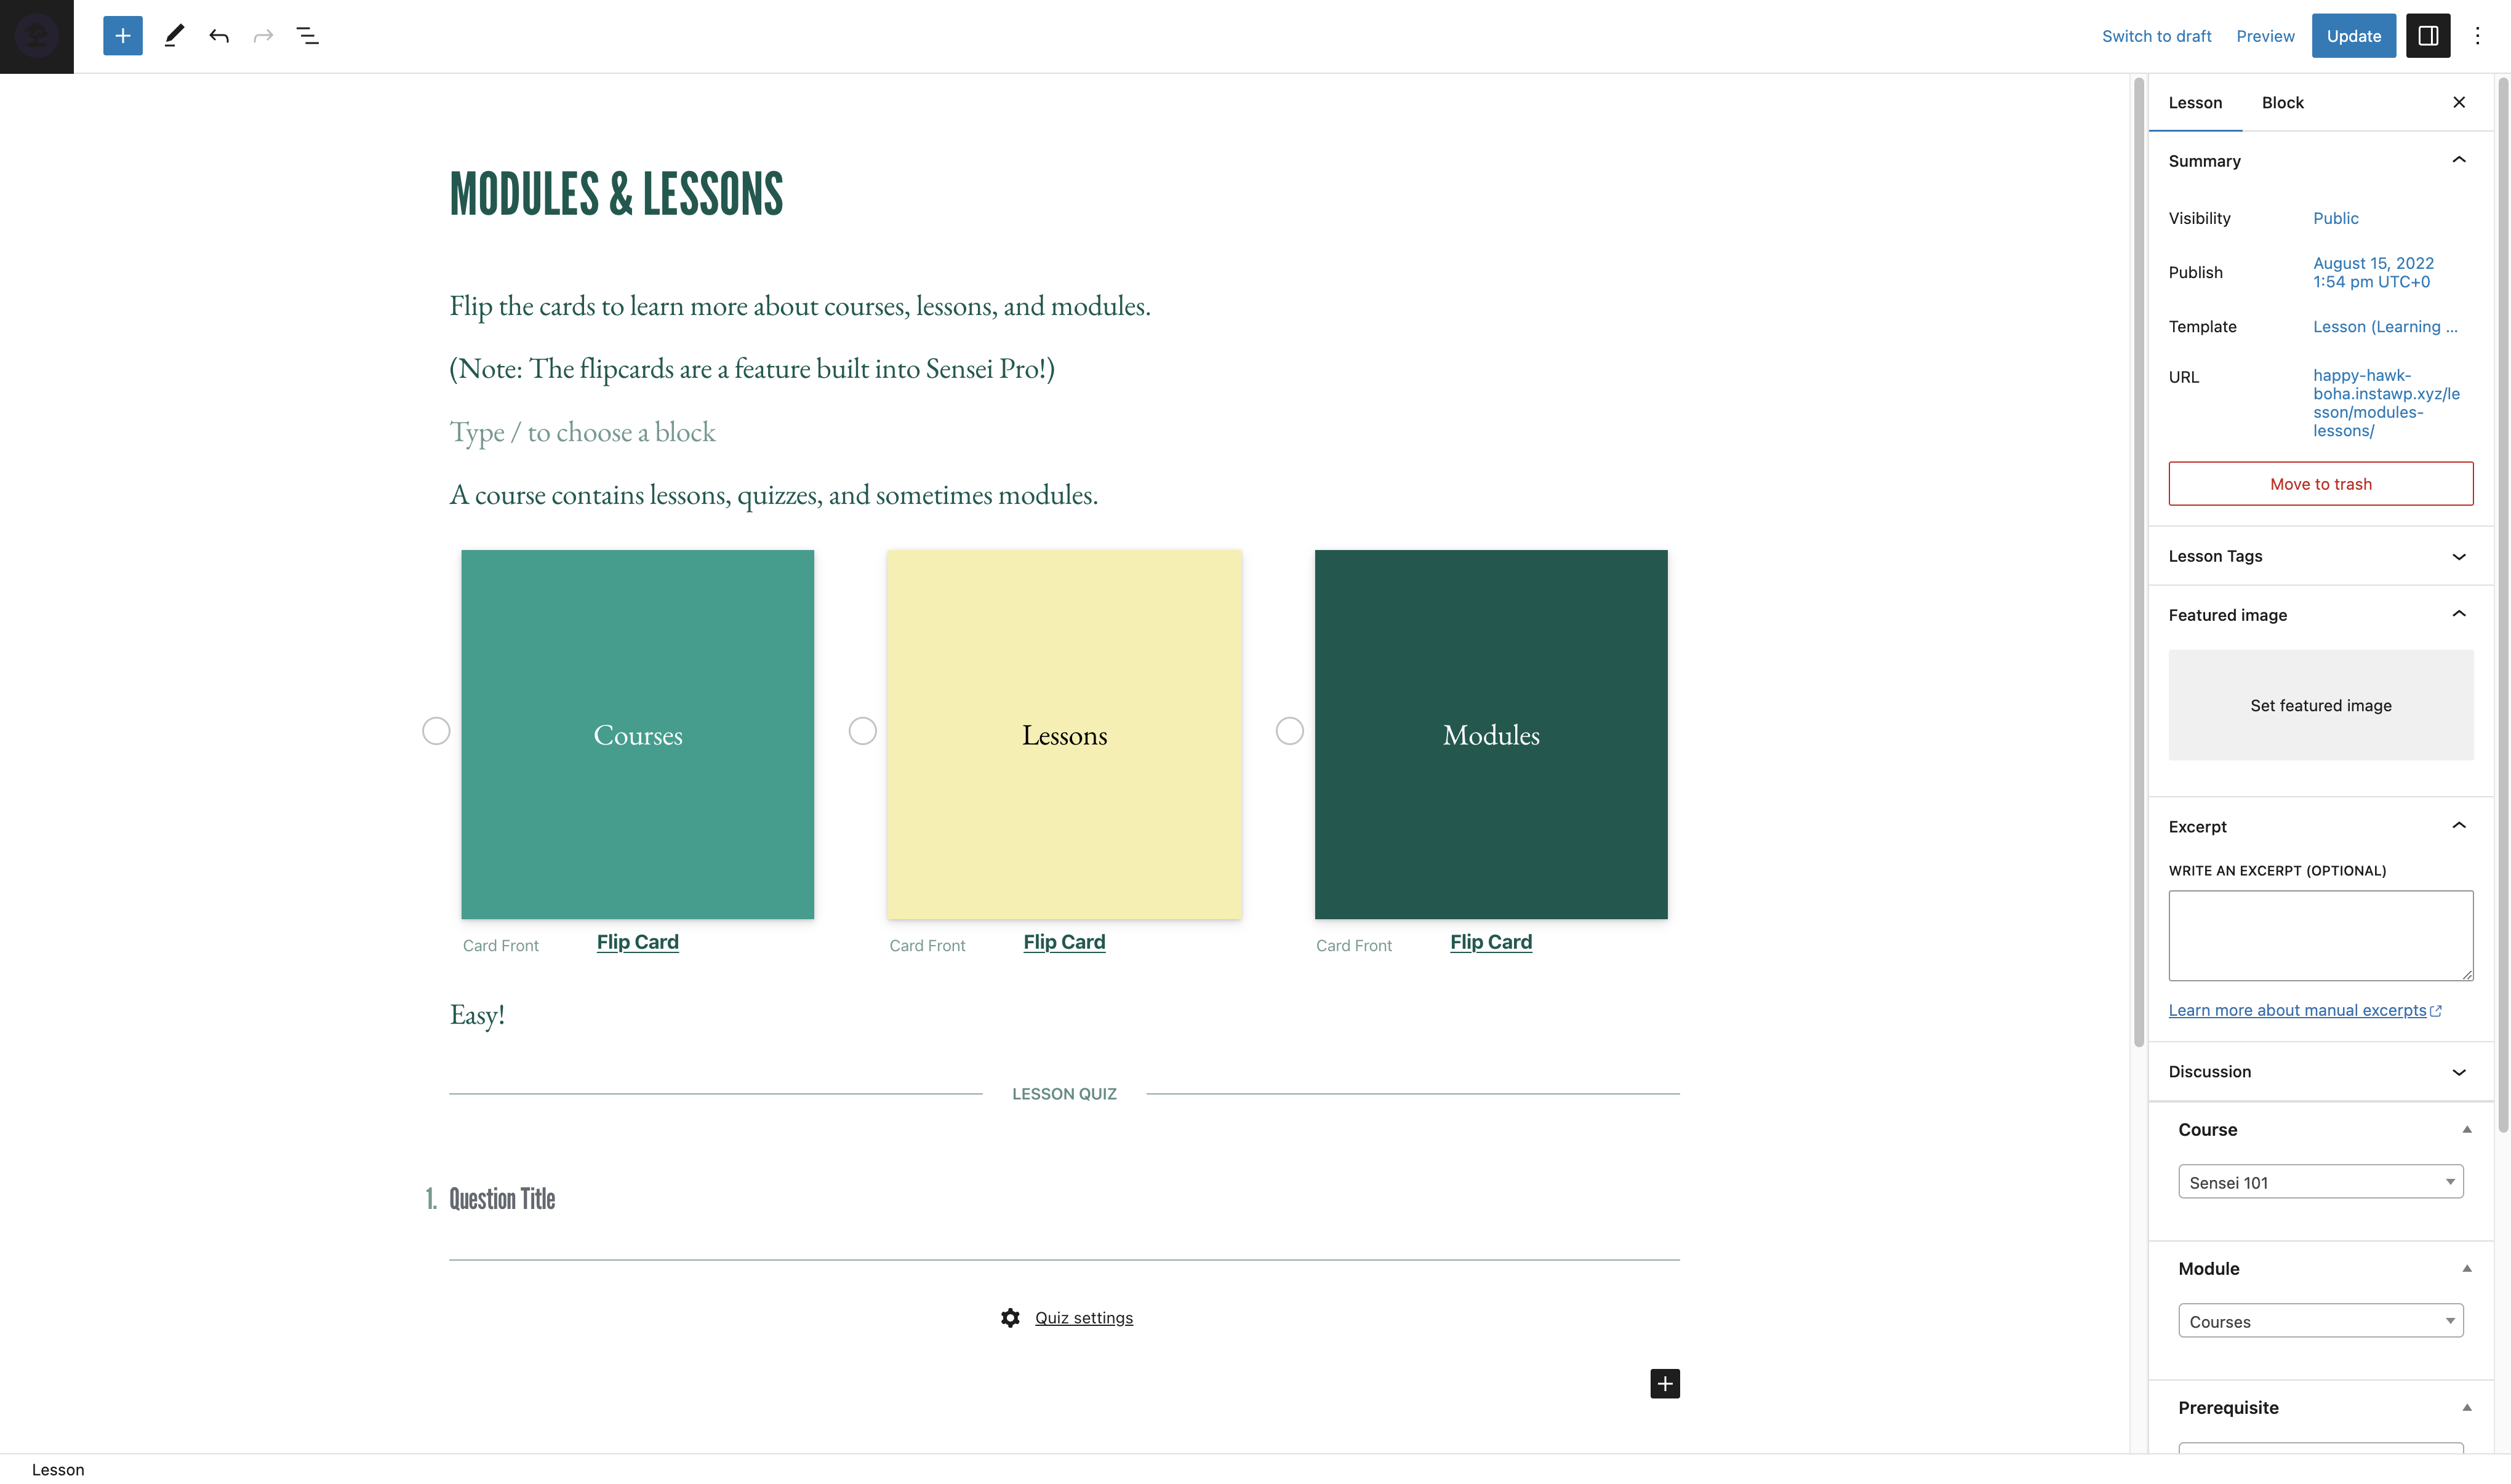 Switch to draft
Preview
Update
MODULES & LESSONS
Flip the cards to learn more about courses, lessons, and modules.
(Note: The flipcards are a feature built into Sensei Pro!)
Type / to choose a block
A course contains lessons, quizzes, and sometimes modules.
Courses
Lessons
Modules
Card Front
Flip Card
Card Front
Flip Card
Card Front
Flip Card
Easy!
LESSON QUIZ
1. Question Title
Quiz settings
Lesson
Block
Summary
Visibility
Public
Publish
August 15, 2022
1:54 pm UTC+0
Template
Lesson (Learning ...
URL
happy-hawk-
boha.instawp.xyz/le
sson/modules-
lessons/
Move to trash
Lesson Tags
Featured image
Set featured image
Excerpt
WRITE AN EXCERPT (OPTIONAL)
Learn more about manual excerpts
Discussion
Course
Sensei 101
Module
Courses
Prerequisite
Lesson